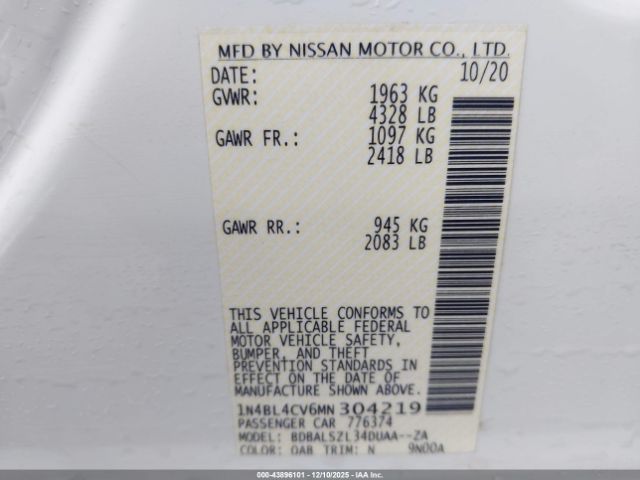 MFD BY NISSAN MOTOR CO., LTD.
DATE: 10/20
GVWR: 1963 KG
4328 LB
GAWR FR.: 1097 KG
2418 LB
GAWR RR.: 945 KG
2083 LB
THIS VEHICLE CONFORMS TO
ALL APPLICABLE FEDERAL
MOTOR VEHICLE SAFETY,
BUMPER, AND THEFT
PREVENTION STANDARDS IN
EFFECT ON THE DATE OF
MANUFACTURE SHOWN ABOVE.
1N4BL4CV6MN304219
PASSENGER CAR 776374
MODEL: BDBALSZL34DUAA--ZA
COLOR: QAB TRIM: N 9N00A
© IAA
#000-43896101 - 12/10/2025 - IAAI.com